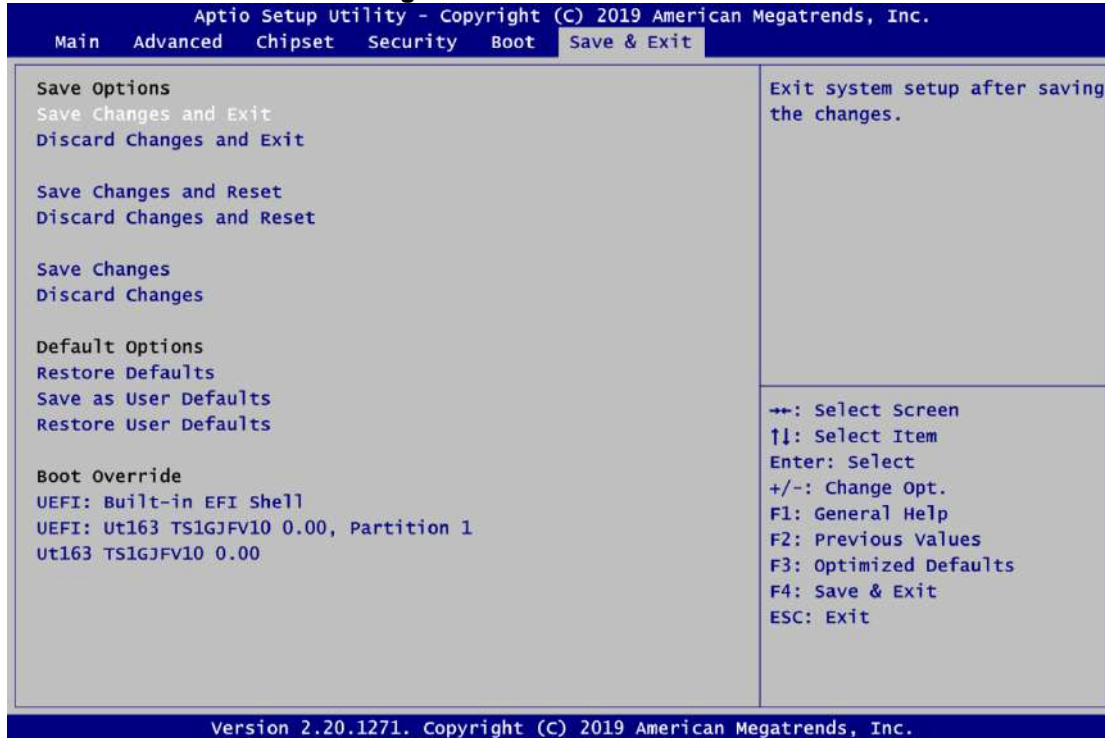 Aptio Setup Utility - Copyright (C) 2019 American Megatrends, Inc.
Main Advanced Chipset Security Boot Save & Exit
Save Options
Save Changes and Exit
Discard Changes and Exit
Save Changes and Reset
Discard Changes and Reset
Save Changes
Discard Changes
Default Options
Restore Defaults
Save as User Defaults
Restore User Defaults
Boot Override
UEFI: Built-in EFI Shell
UEFI: Ut163 TS1GJFV10 0.00, Partition 1
Ut163 TS1GJFV10 0.00
Exit system setup after saving
the changes.
→←: Select Screen
↑↓: Select Item
Enter: Select
+/-: Change Opt.
F1: General Help
F2: Previous Values
F3: Optimized Defaults
F4: Save & Exit
ESC: Exit
Version 2.20.1271. Copyright (C) 2019 American Megatrends, Inc.